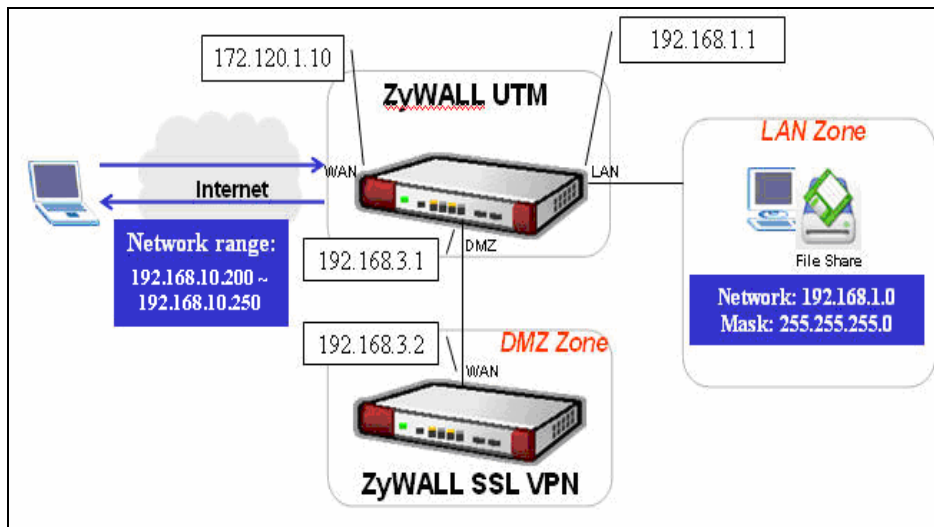 172.120.1.10
192.168.1.1
ZyWALL UTM
LAN Zone
WAN
LAN
Internet
File Share
Network range:
192.168.10.200 ~
192.168.10.250
192.168.3.1
DMZ
Network: 192.168.1.0
Mask: 255.255.255.0
192.168.3.2
DMZ Zone
WAN
ZyWALL SSL VPN